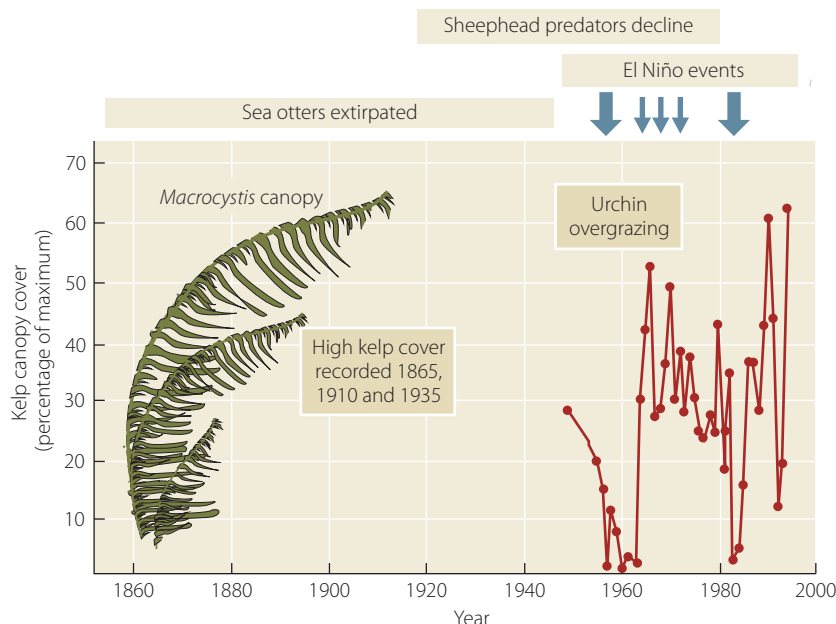 Sheephead predators decline
El Niño events
Sea otters extirpated
70
60
50
40
30
20
10
Kelp canopy cover
(percentage of maximum)
Macrocystis canopy
Urchin
overgrazing
High kelp cover
recorded 1865,
1910 and 1935
1860 1880 1900 1920 1940 1960 1980 2000
Year